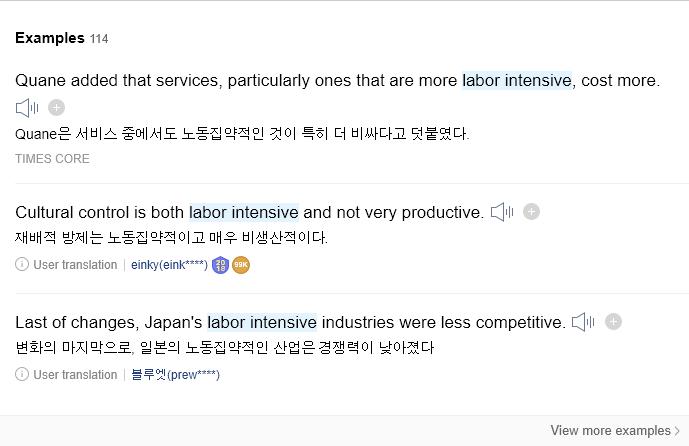 Examples 114
Quane added that services, particularly ones that are more labor intensive, cost more.
Quane은 서비스 중에서도 노동집약적인 것이 특히 더 비싸다고 덧붙였다.
TIMES CORE
Cultural control is both labor intensive and not very productive.
재배적 방제는 노동집약적이고 매우 비생산적이다.
User translation | einky(eink****) 2018 99K
Last of changes, Japan's labor intensive industries were less competitive.
변화의 마지막으로, 일본의 노동집약적인 산업은 경쟁력이 낮아졌다
User translation | 블루엣(prew****)
View more examples >